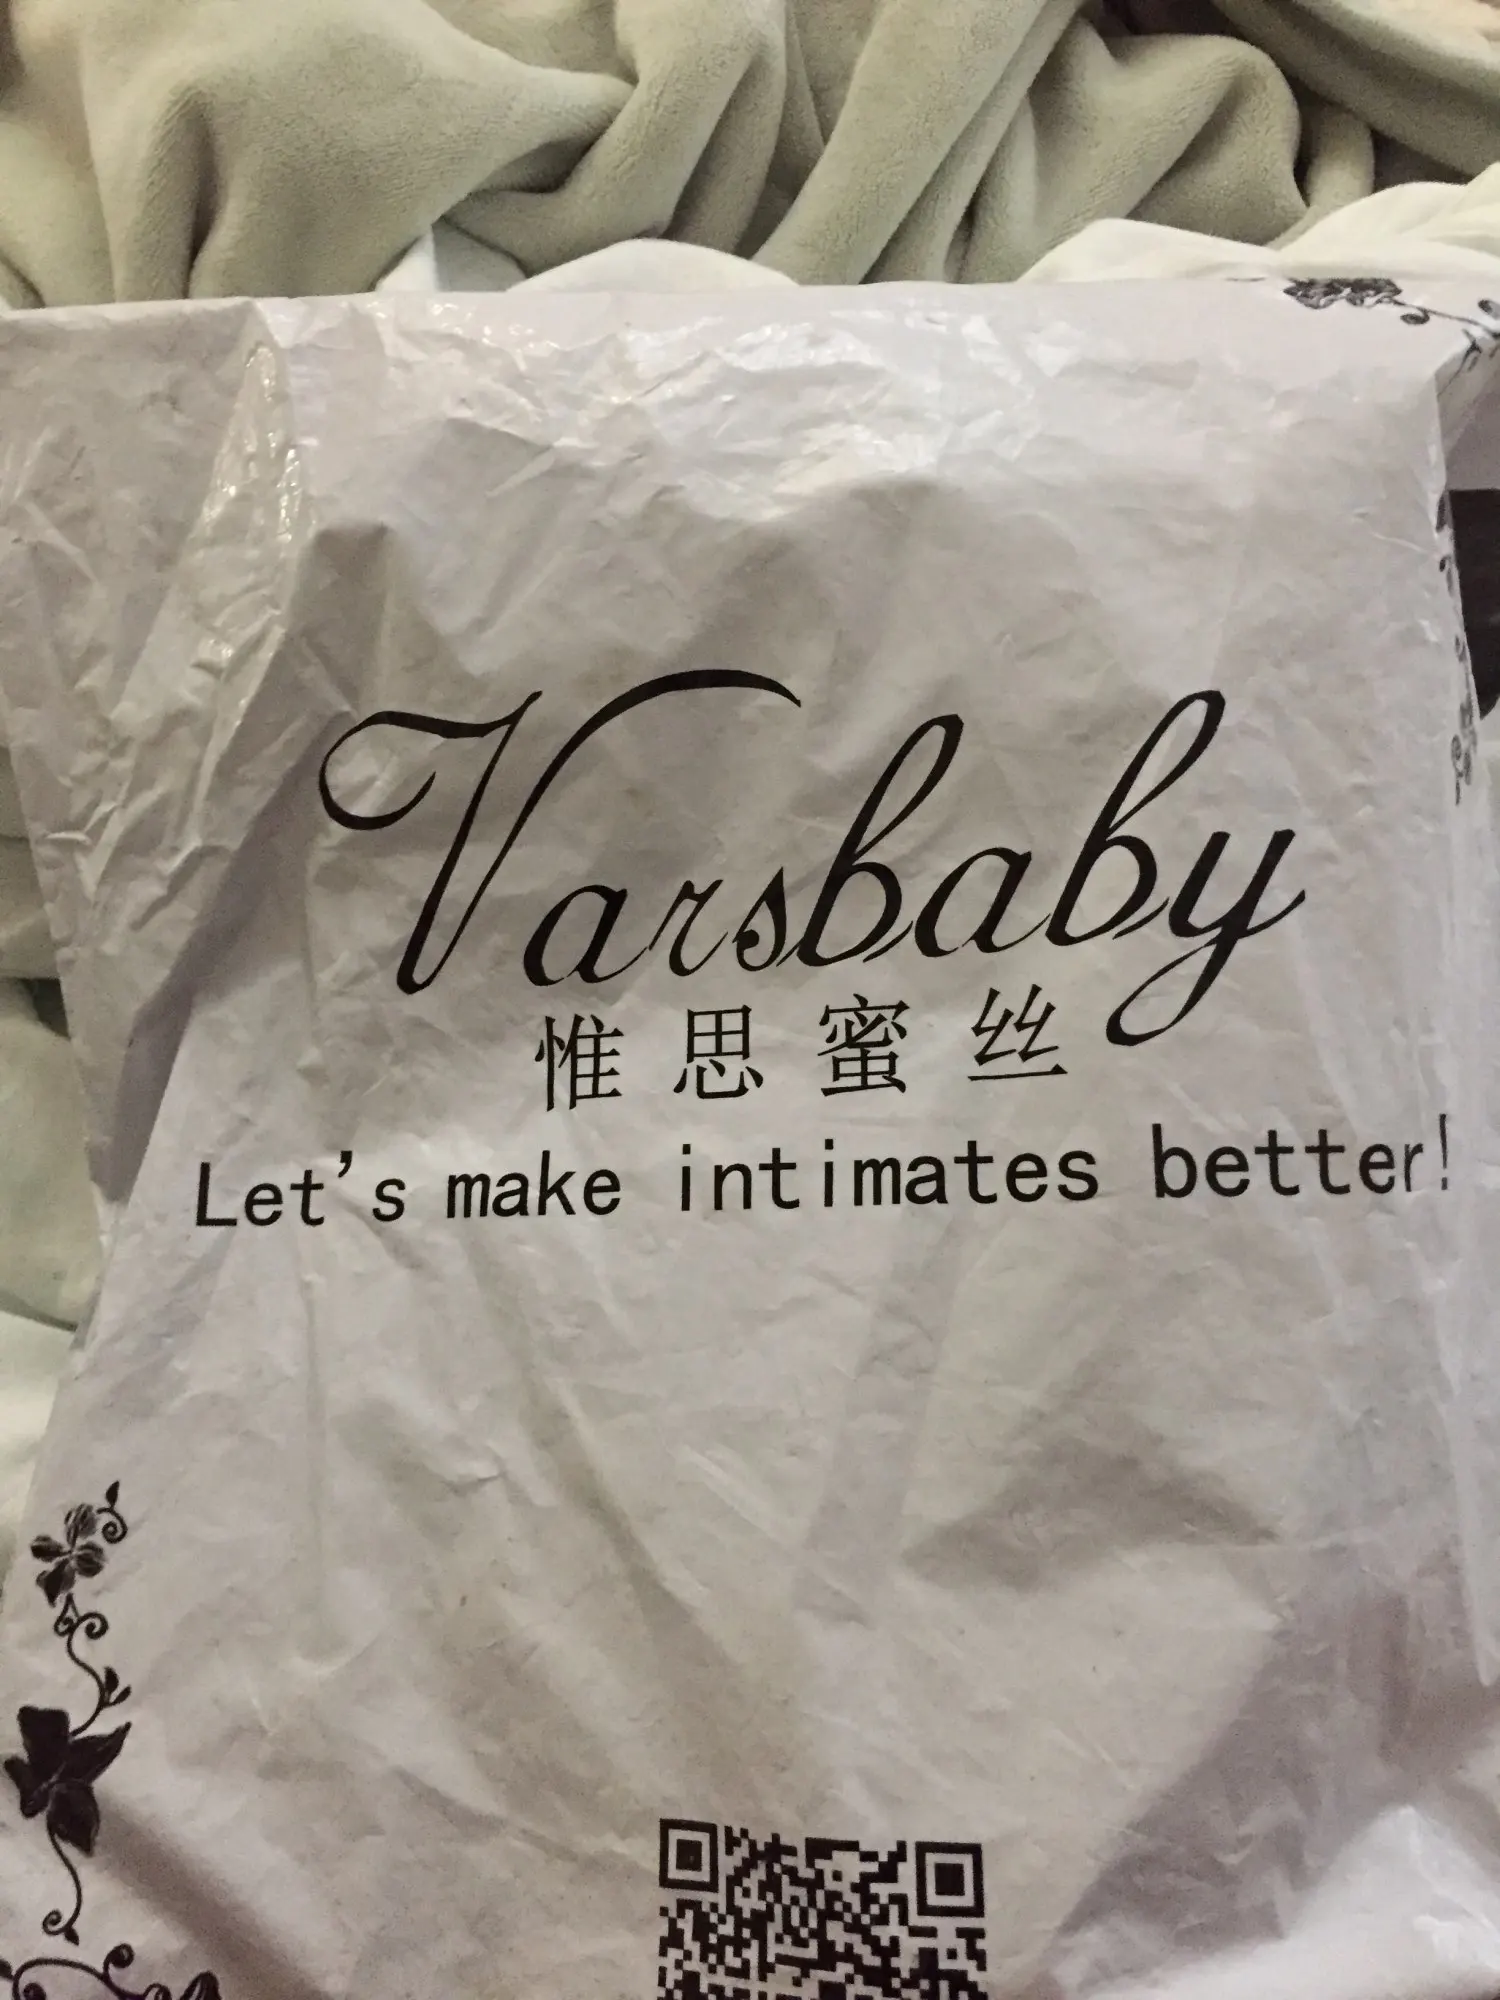 Varsbaby
惟思蜜丝
Let's make intimates better!